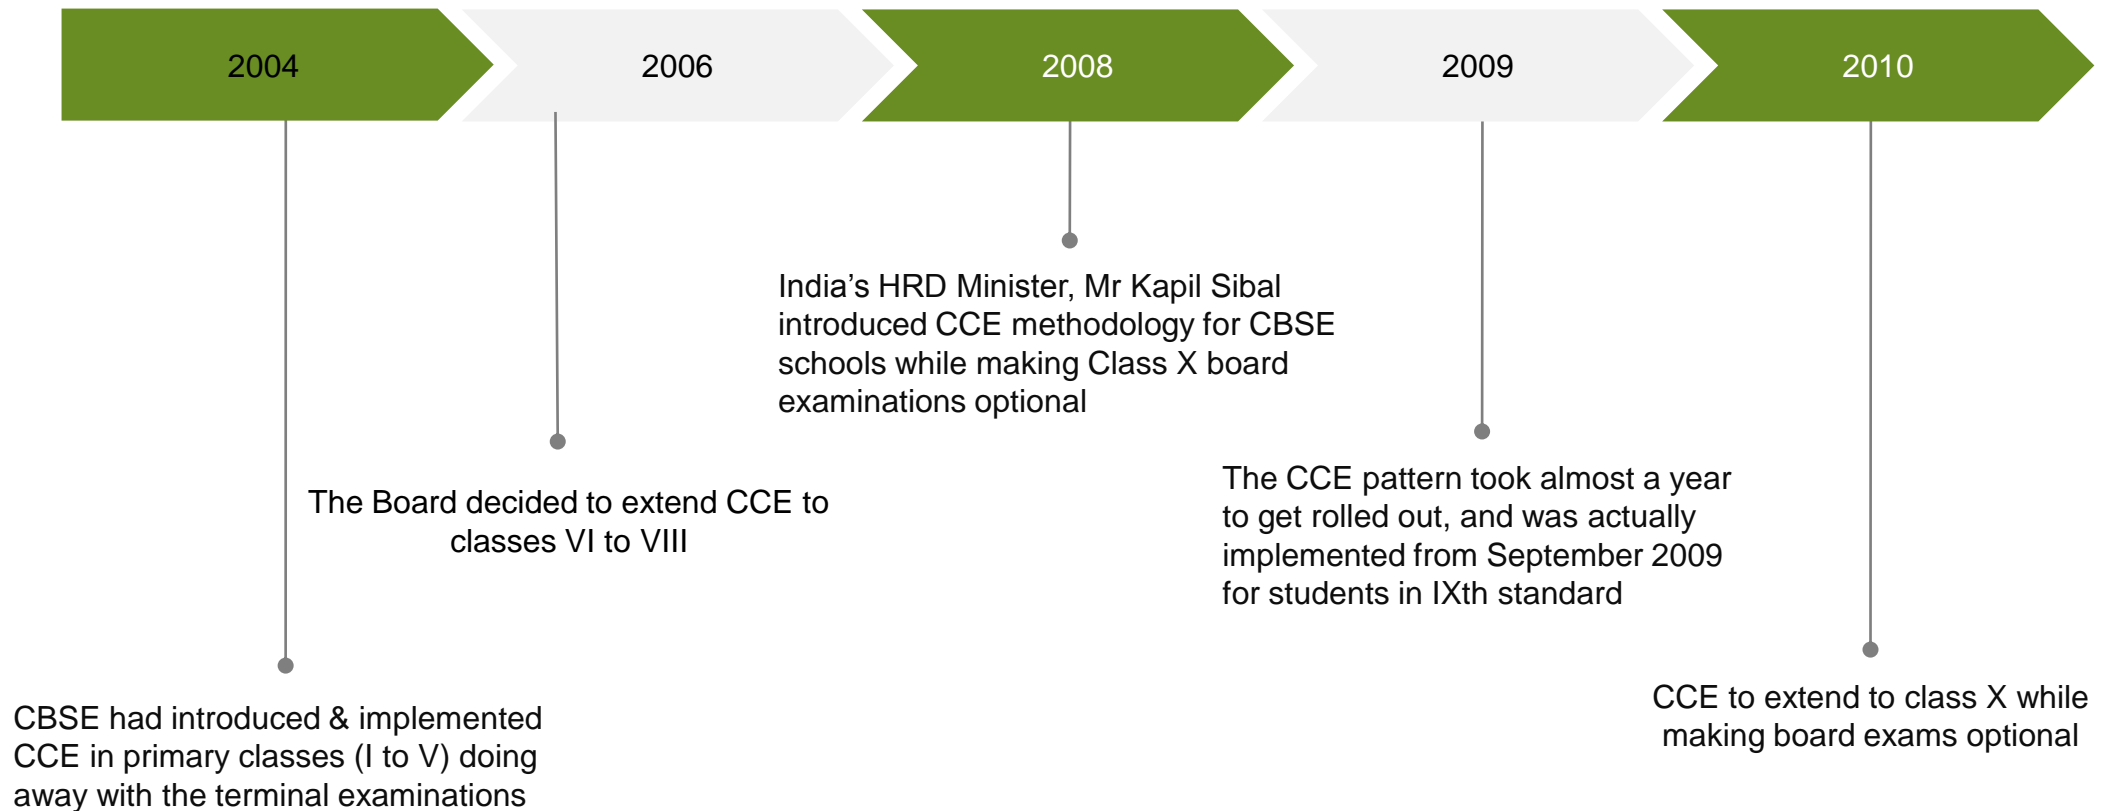 2004
2006
2008
2009
2010
India’s HRD Minister, Mr Kapil Sibal
introduced CCE methodology for CBSE
schools while making Class X board
examinations optional
The Board decided to extend CCE to
classes VI to VIII
The CCE pattern took almost a year
to get rolled out, and was actually
implemented from September 2009
for students in IXth standard
CBSE had introduced & implemented
CCE in primary classes (I to V) doing
away with the terminal examinations
CCE to extend to class X while
making board exams optional